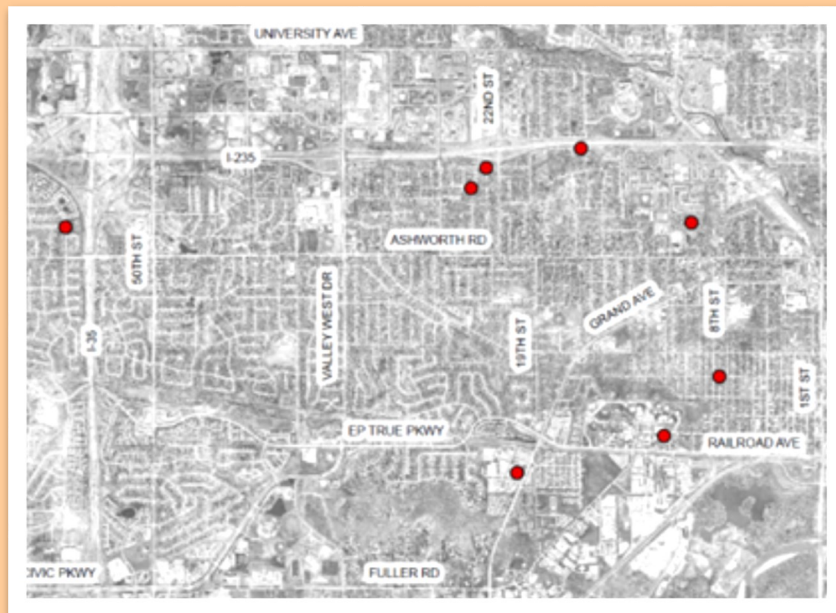 UNIVERSITY AVE
22ND ST
I-235
ASHWORTH RD
50TH ST
VALLEY WEST DR
GRAND AVE
8TH ST
I-35
19TH ST
1ST ST
EP TRUE PKWY
RAILROAD AVE
CIVIC PKWY
FULLER RD